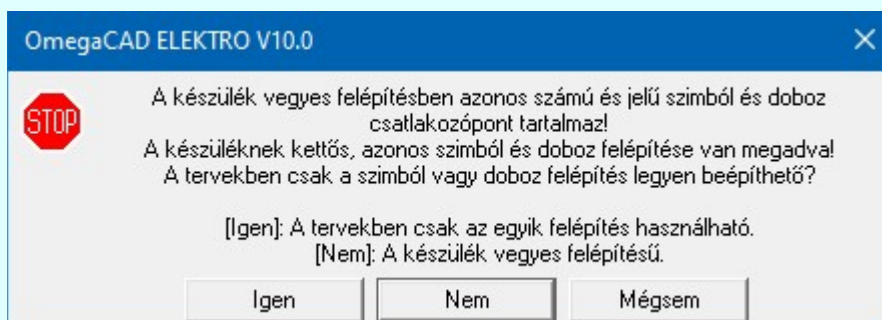 OmegaCAD ELEKTRO V10.0
STOP
A készülék vegyes felépítésben azonos számú és jelű szimból és doboz
csatlakozópont tartalmaz!
A készüléknek kettős, azonos szimból és doboz felépítése van megadva!
A tervekben csak a szimból vagy doboz felépítés legyen beépíthető?
[Igen]: A tervekben csak az egyik felépítés használható.
[Nem]: A készülék vegyes felépítésű.
Igen
Nem
Mégsem